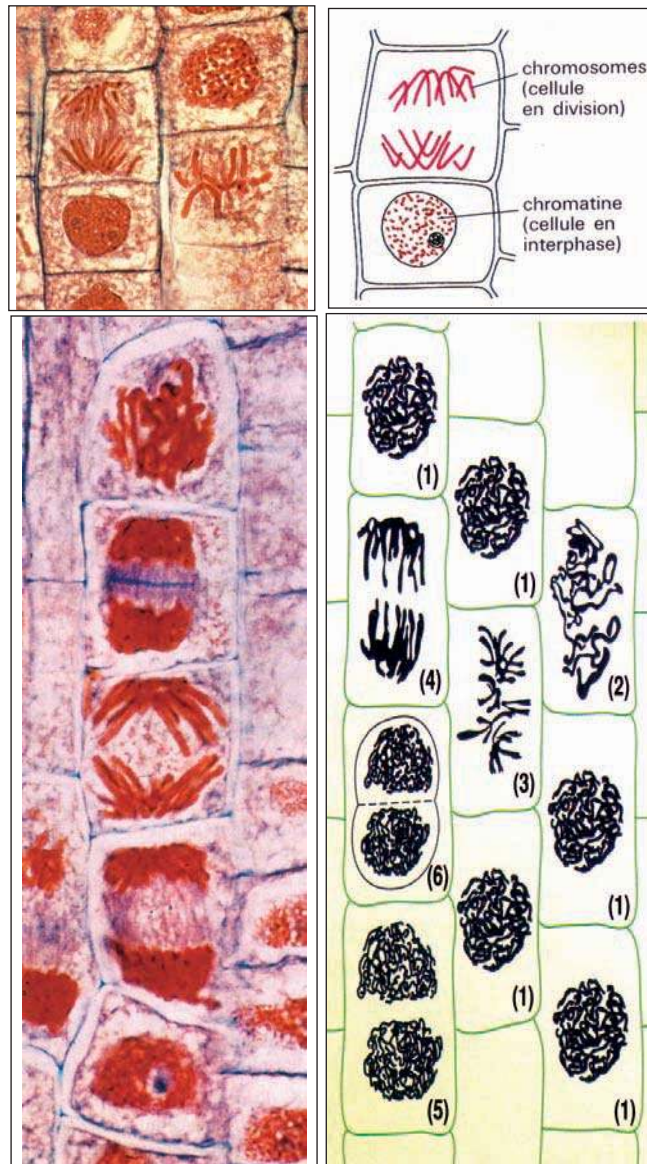 chromosomes
(cellule
en division)
chromatine
(cellule en
interphase)
(1)
(1)
(4)
(2)
(3)
(6)
(1)
(1)
(5)
(1)